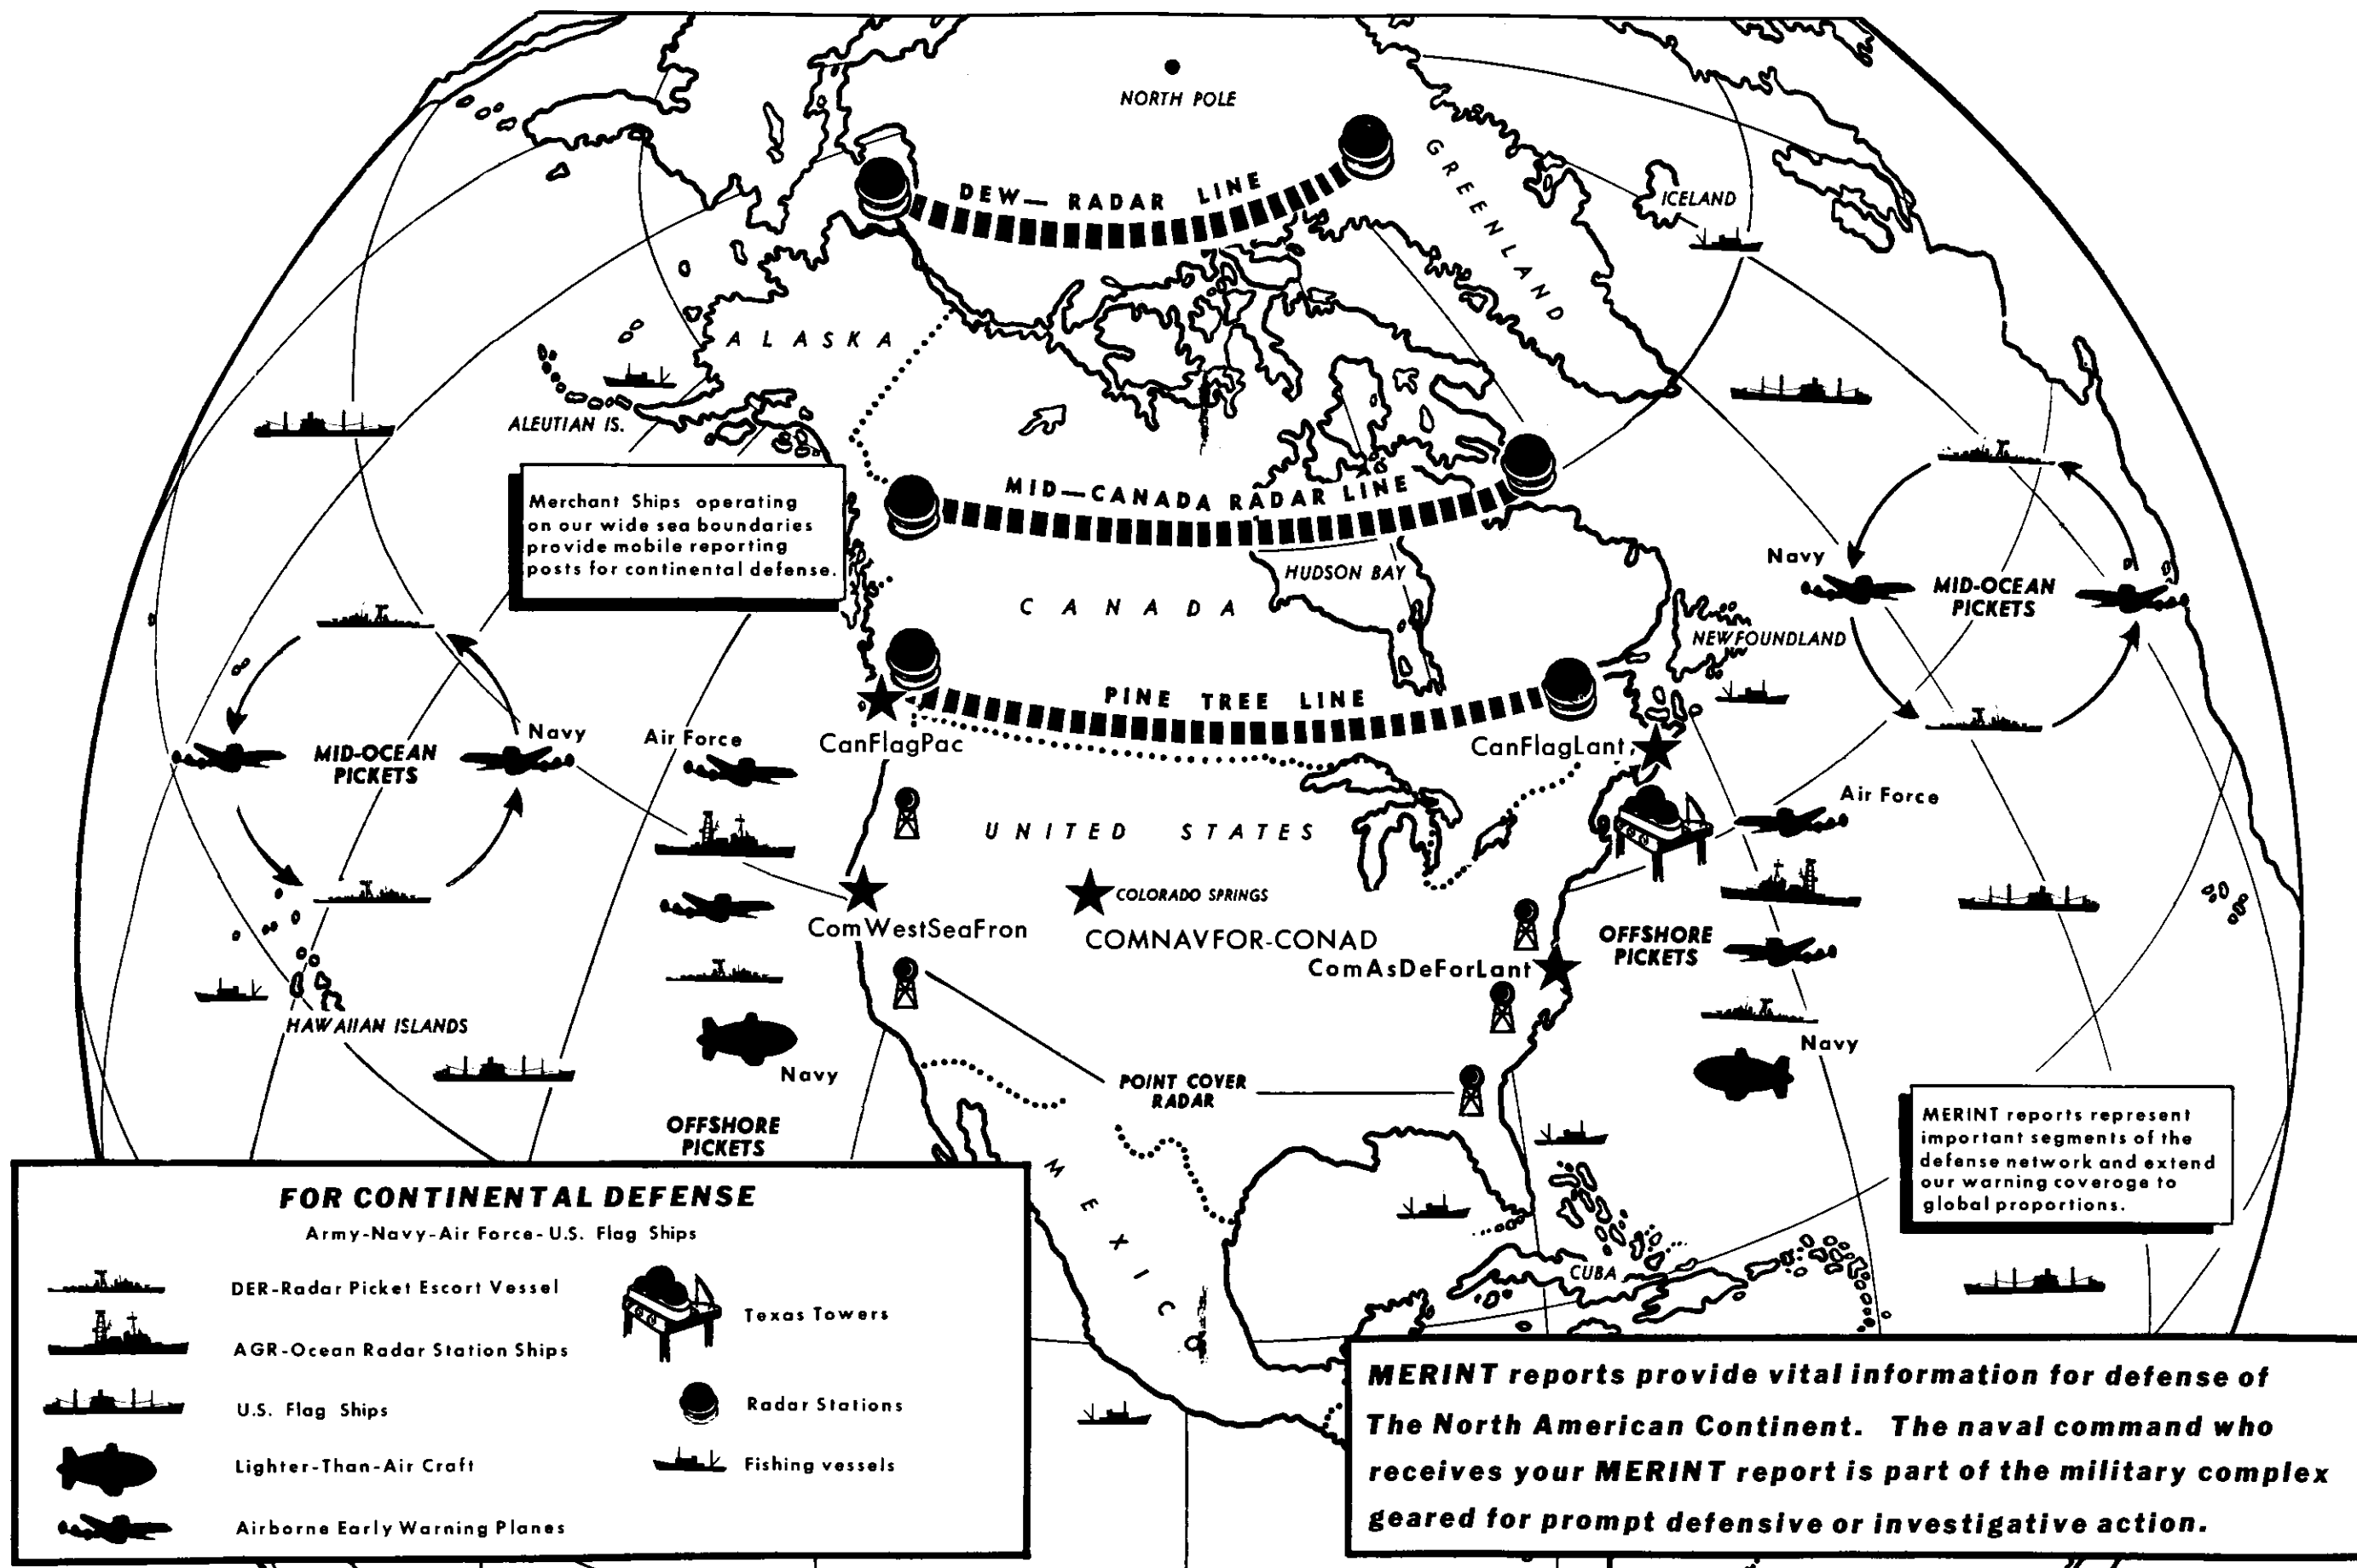 NORTH POLE
DEW— RADAR LINE
GREENLAND
ICELAND
ALASKA
ALEUTIAN IS.
Merchant Ships operating
on our wide sea boundaries
provide mobile reporting
posts for continental defense.
MID—CANADA RADAR LINE
HUDSON BAY
CANADA
Navy
MID-OCEAN
PICKETS
NEWFOUNDLAND
PINE TREE LINE
Navy
MID-OCEAN
PICKETS
Air Force
CanFlagPac
CanFlagLant
Air Force
UNITED STATES
COLORADO SPRINGS
ComWestSeaFron
COMNAVFOR-CONAD
ComAsDeForLant
OFFSHORE
PICKETS
HAWAIIAN ISLANDS
Navy
Navy
POINT COVER
RADAR
OFFSHORE
PICKETS
MERINT reports represent
important segments of the
defense network and extend
our warning coverage to
global proportions.
MEXICO
CUBA
FOR CONTINENTAL DEFENSE
Army-Navy-Air Force-U.S. Flag Ships
DER-Radar Picket Escort Vessel
AGR-Ocean Radar Station Ships
U.S. Flag Ships
Lighter-Than-Air Craft
Airborne Early Warning Planes
Texas Towers
Radar Stations
Fishing vessels
MERINT reports provide vital information for defense of
The North American Continent. The naval command who
receives your MERINT report is part of the military complex
geared for prompt defensive or investigative action.